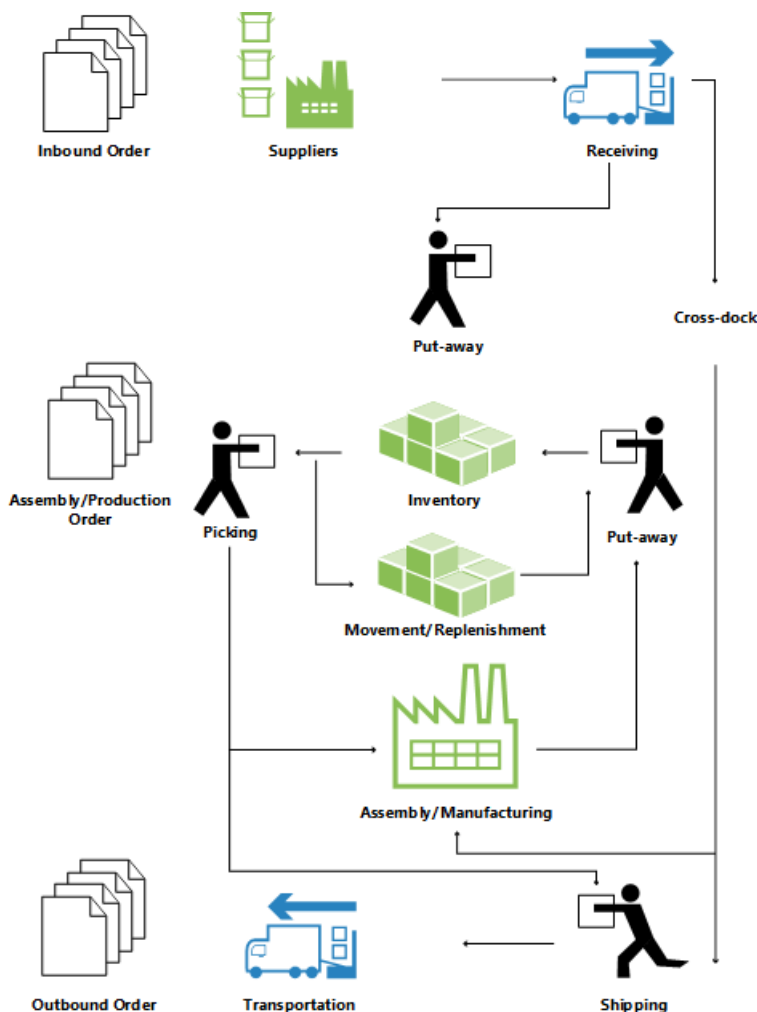 Inbound Order
Suppliers
Receiving
Put-away
Cross-dock
Assembly/Production
Order
Picking
Inventory
Put-away
Movement/Replenishment
Assembly/Manufacturing
Outbound Order
Transportation
Shipping